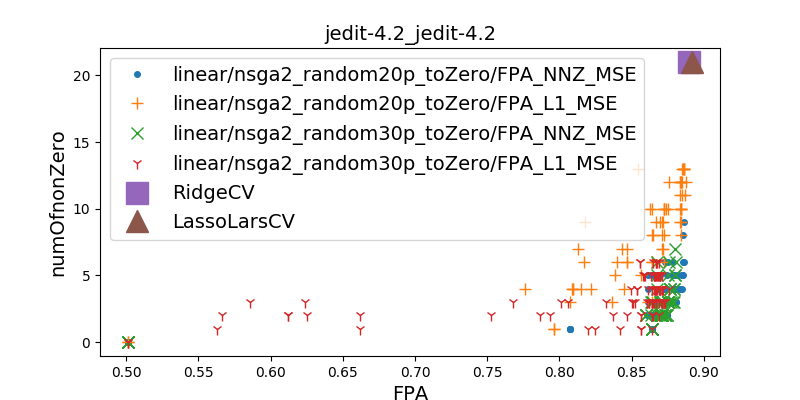 jedit-4.2_jedit-4.2
linear/nsga2_random20p_toZero/FPA_NNZ_MSE
linear/nsga2_random20p_toZero/FPA_L1_MSE
linear/nsga2_random30p_toZero/FPA_NNZ_MSE
linear/nsga2_random30p_toZero/FPA_L1_MSE
RidgeCV
LassoLarsCV
numOfnonZero
20
15
10
5
0
0.50 0.55 0.60 0.65 0.70 0.75 0.80 0.85 0.90
FPA